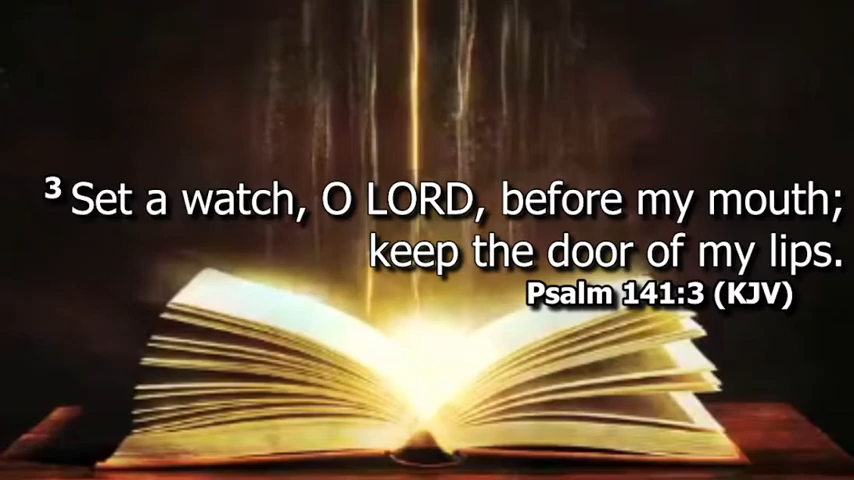 3 Set a watch, O LORD, before my mouth;
keep the door of my lips.
Psalm 141:3 (KJV)